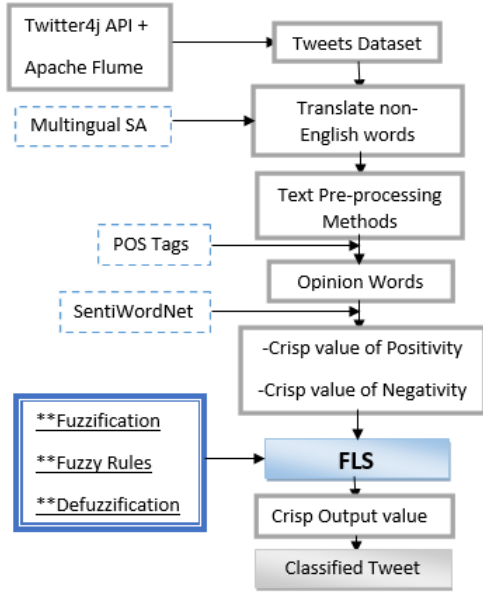 Twitter4j API +
Apache Flume
Tweets Dataset
Multingual SA
Translate non-
English words
Text Pre-processing
Methods
POS Tags
Opinion Words
SentiWordNet
-Crisp value of Positivity
-Crisp value of Negativity
**Fuzzification
**Fuzzy Rules
**Defuzzification
FLS
Crisp Output value
Classified Tweet